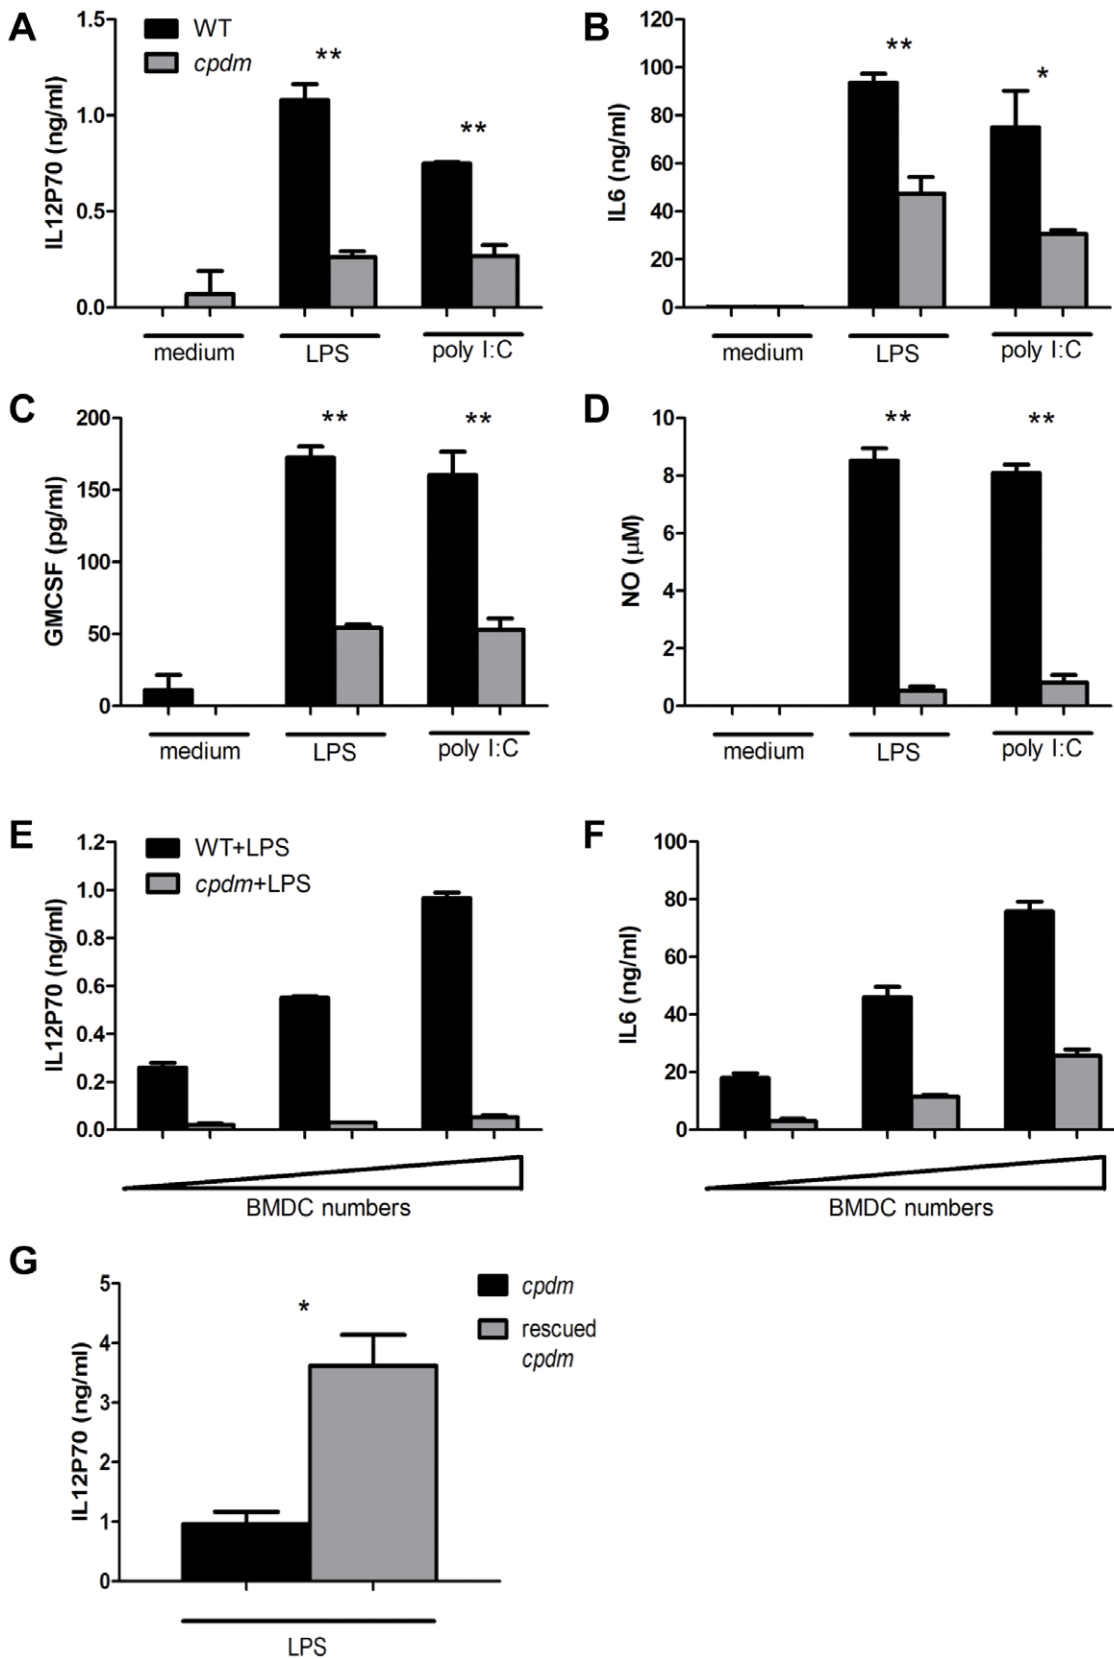 A
IL12P70 (ng/ml)
1.5
1.0
0.5
0.0
WT
cpdm
**
**
medium
LPS
poly I:C
B
IL6 (ng/ml)
120
100
80
60
40
20
0
**
*
medium
LPS
poly I:C
C
GMCSF (pg/ml)
200
150
100
50
0
**
**
medium
LPS
poly I:C
D
NO (μM)
10
8
6
4
2
0
**
**
medium
LPS
poly I:C
E
IL12P70 (ng/ml)
1.2
1.0
0.8
0.6
0.4
0.2
0.0
WT+LPS
cpdm+LPS
BMDC numbers
F
IL6 (ng/ml)
100
80
60
40
20
0
BMDC numbers
G
IL12P70 (ng/ml)
5
4
3
2
1
0
*
cpdm
rescued
cpdm
LPS